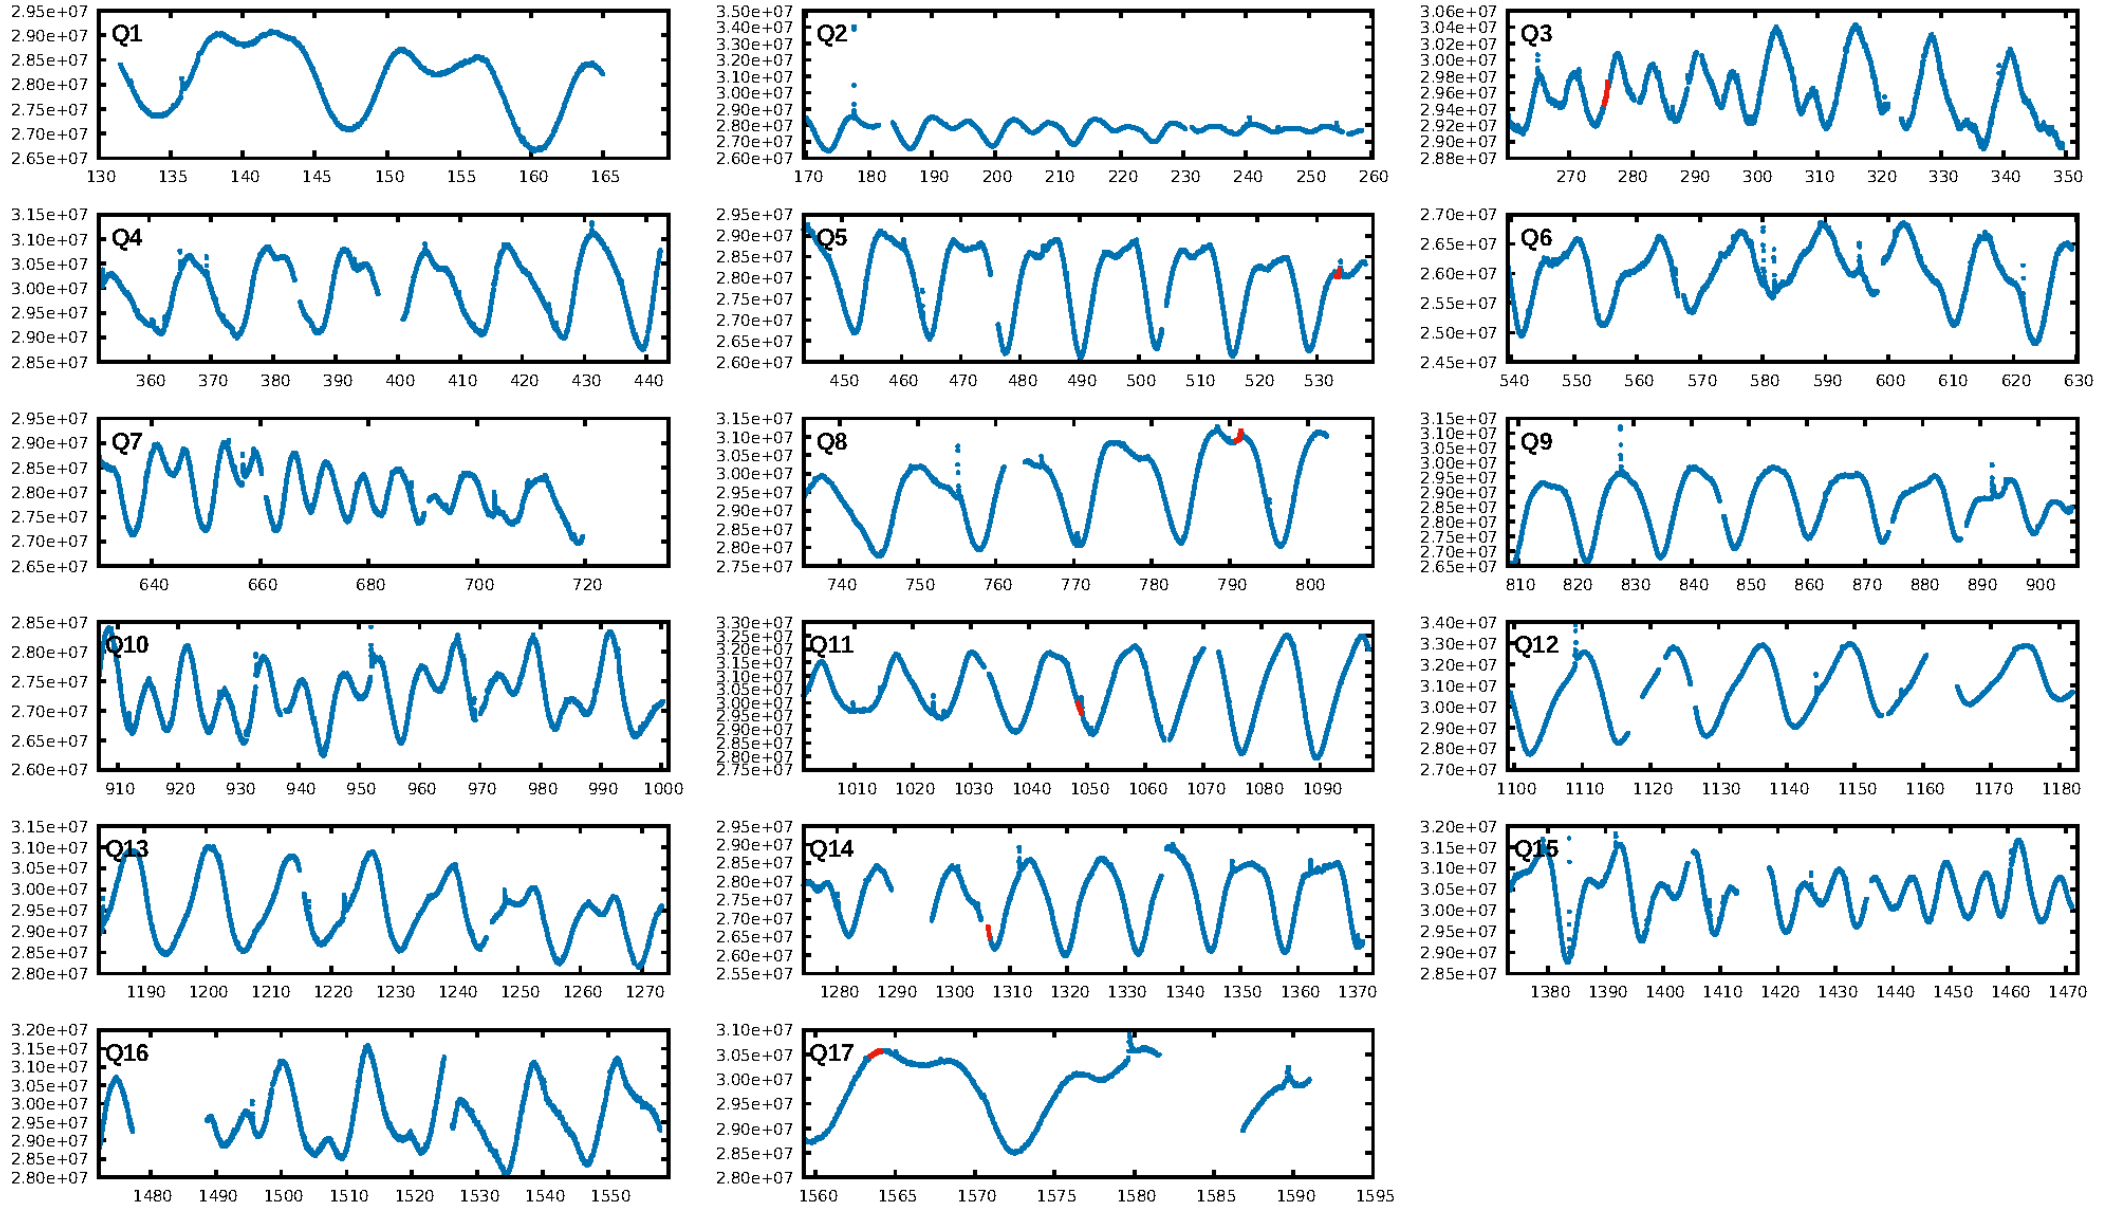 2.95e+07 2.90e+07 2.85e+07 2.80e+07 2.75e+07 2.70e+07 2.65e+07
Q1
130 135 140 145 150 155 160 165
3.50e+07 3.40e+07 3.30e+07 3.20e+07 3.10e+07 3.00e+07 2.90e+07 2.80e+07 2.70e+07 2.60e+07
Q2
170 180 190 200 210 220 230 240 250 260
3.06e+07 3.04e+07 3.02e+07 3.00e+07 2.98e+07 2.96e+07 2.94e+07 2.92e+07 2.90e+07 2.88e+07
Q3
270 280 290 300 310 320 330 340 350
3.15e+07 3.10e+07 3.05e+07 3.00e+07 2.95e+07 2.90e+07 2.85e+07
Q4
360 370 380 390 400 410 420 430 440
2.95e+07 2.90e+07 2.85e+07 2.80e+07 2.75e+07 2.70e+07 2.65e+07 2.60e+07
Q5
450 460 470 480 490 500 510 520 530
2.70e+07 2.65e+07 2.60e+07 2.55e+07 2.50e+07 2.45e+07
Q6
540 550 560 570 580 590 600 610 620 630
2.95e+07 2.90e+07 2.85e+07 2.80e+07 2.75e+07 2.70e+07 2.65e+07
Q7
640 660 680 700 720
3.15e+07 3.10e+07 3.05e+07 3.00e+07 2.95e+07 2.90e+07 2.85e+07 2.80e+07 2.75e+07
Q8
740 750 760 770 780 790 800
3.15e+07 3.10e+07 3.05e+07 3.00e+07 2.95e+07 2.90e+07 2.85e+07 2.80e+07 2.75e+07 2.70e+07 2.65e+07
Q9
810 820 830 840 850 860 870 880 890 900
2.85e+07 2.80e+07 2.75e+07 2.70e+07 2.65e+07 2.60e+07
Q10
910 920 930 940 950 960 970 980 990 1000
3.30e+07 3.25e+07 3.20e+07 3.15e+07 3.10e+07 3.05e+07 3.00e+07 2.95e+07 2.90e+07 2.85e+07 2.80e+07 2.75e+07
Q11
1010 1020 1030 1040 1050 1060 1070 1080 1090
3.40e+07 3.30e+07 3.20e+07 3.10e+07 3.00e+07 2.90e+07 2.80e+07 2.70e+07
Q12
1100 1110 1120 1130 1140 1150 1160 1170 1180
3.15e+07 3.10e+07 3.05e+07 3.00e+07 2.95e+07 2.90e+07 2.85e+07 2.80e+07
Q13
1190 1200 1210 1220 1230 1240 1250 1260 1270
2.95e+07 2.90e+07 2.85e+07 2.80e+07 2.75e+07 2.70e+07 2.65e+07 2.60e+07 2.55e+07
Q14
1280 1290 1300 1310 1320 1330 1340 1350 1360 1370
3.20e+07 3.15e+07 3.10e+07 3.05e+07 3.00e+07 2.95e+07 2.90e+07 2.85e+07
Q15
1380 1390 1400 1410 1420 1430 1440 1450 1460 1470
3.20e+07 3.15e+07 3.10e+07 3.05e+07 3.00e+07 2.95e+07 2.90e+07 2.85e+07 2.80e+07
Q16
1480 1490 1500 1510 1520 1530 1540 1550
3.10e+07 3.05e+07 3.00e+07 2.95e+07 2.90e+07 2.85e+07 2.80e+07
Q17
1560 1565 1570 1575 1580 1585 1590 1595